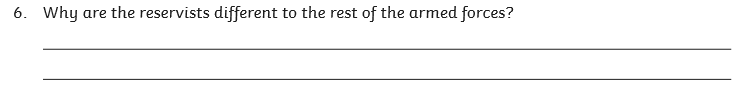 6. Why are the reservists different to the rest of the armed forces?